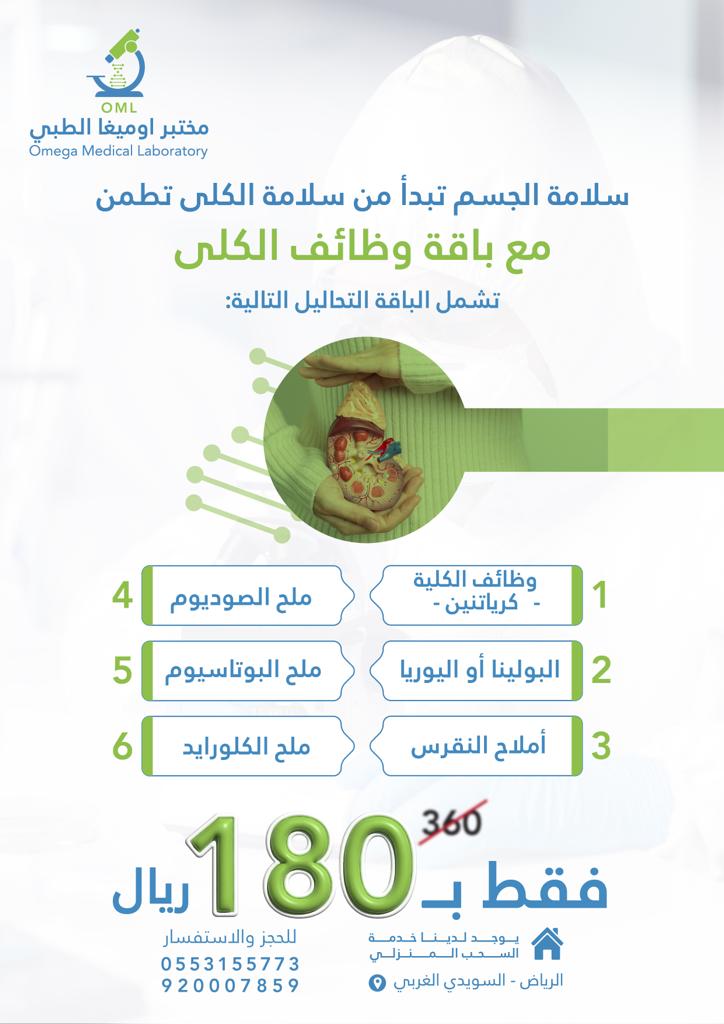 OML
مختبر اوميغا الطبي
Omega Medical Laboratory
سلامة الجسم تبدأ من سلامة الكلى تطمن
مع باقة وظائف الكلى
تشمل الباقة التحاليل التالية:
1
وظائف الكلية
- كرياتنين -
2
البولينا أو اليوريا
3
أملاح النقرس
4
ملح الصوديوم
5
ملح البوتاسيوم
6
ملح الكلورايد
360
فقط بـ 180 ريال
يوجد لدينا خدمة
السحب المنزلي
الرياض - السويدي الغربي
للحجز والاستفسار
0553155773
920007859